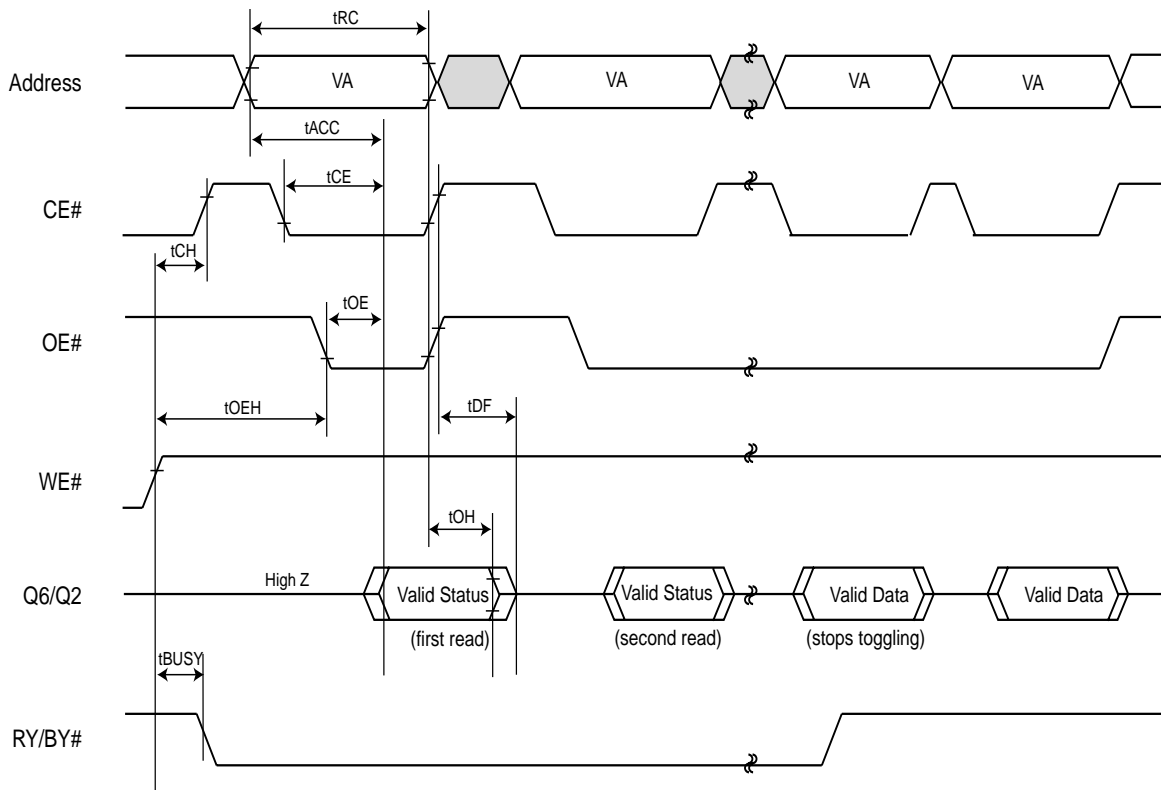 tRC
Address VA VA VA VA
tACC
tCE
CE#
tCH
tOE
OE#
tOEH tDF
WE#
tOH
High Z
Q6/Q2 Valid Status Valid Status Valid Data Valid Data
(first read) (second read) (stops toggling)
tBUSY
RY/BY#